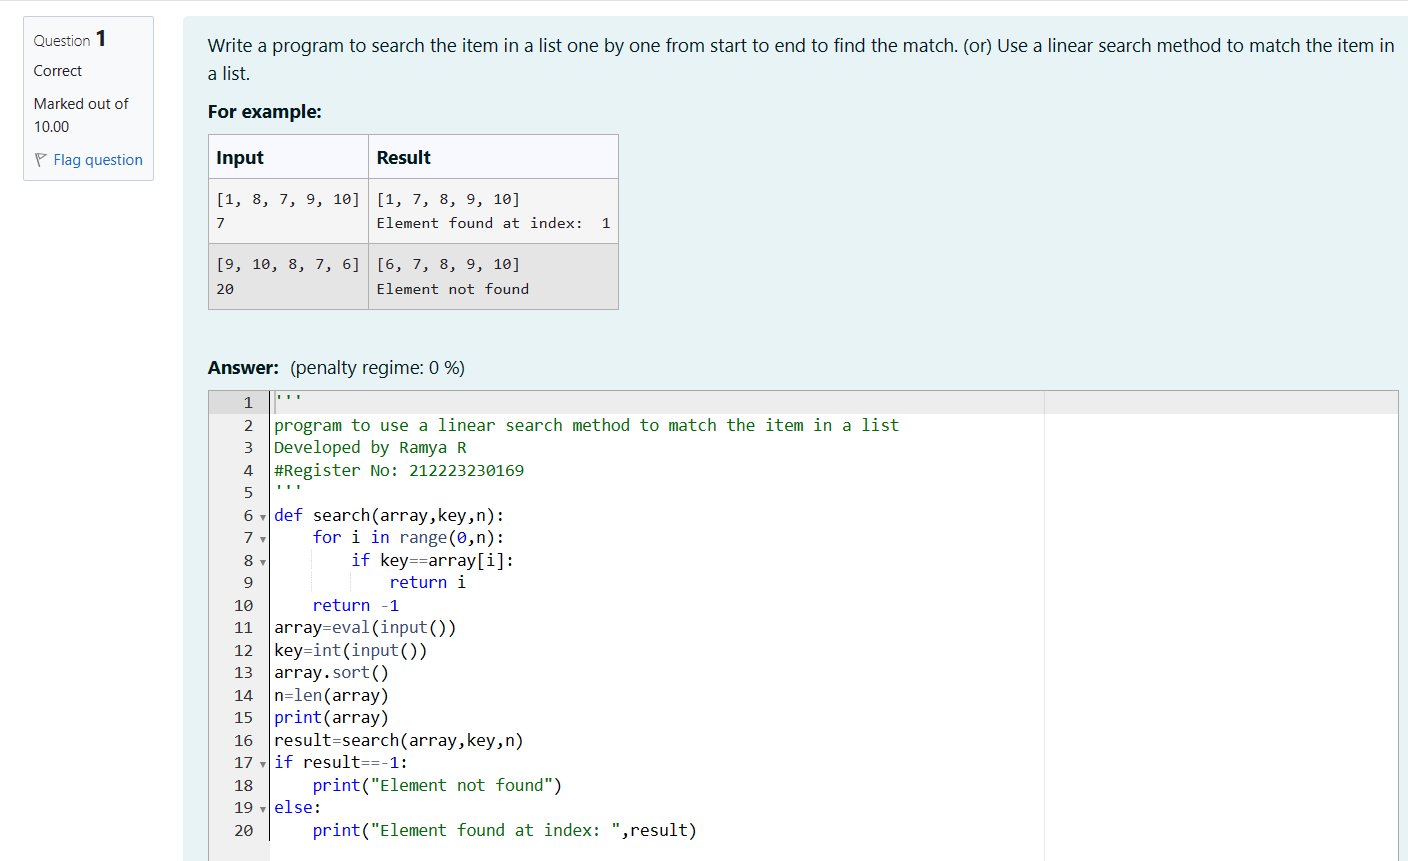 Question 1
Correct
Marked out of
10.00
Flag question
Write a program to search the item in a list one by one from start to end to find the match. (or) Use a linear search method to match the item in
a list.
For example:
Input Result
[1, 8, 7, 9, 10] [1, 7, 8, 9, 10]
7 Element found at index:  1
[9, 10, 8, 7, 6] [6, 7, 8, 9, 10]
20 Element not found
Answer: (penalty regime: 0 %)
1 '''
2 program to use a linear search method to match the item in a list
3 Developed by Ramya R
4 #Register No: 212223230169
5 '''
6 def search(array,key,n):
7     for i in range(0,n):
8         if key==array[i]:
9             return i
10     return -1
11 array=eval(input())
12 key=int(input())
13 array.sort()
14 n=len(array)
15 print(array)
16 result=search(array,key,n)
17 if result==-1:
18     print("Element not found")
19 else:
20     print("Element found at index: ",result)